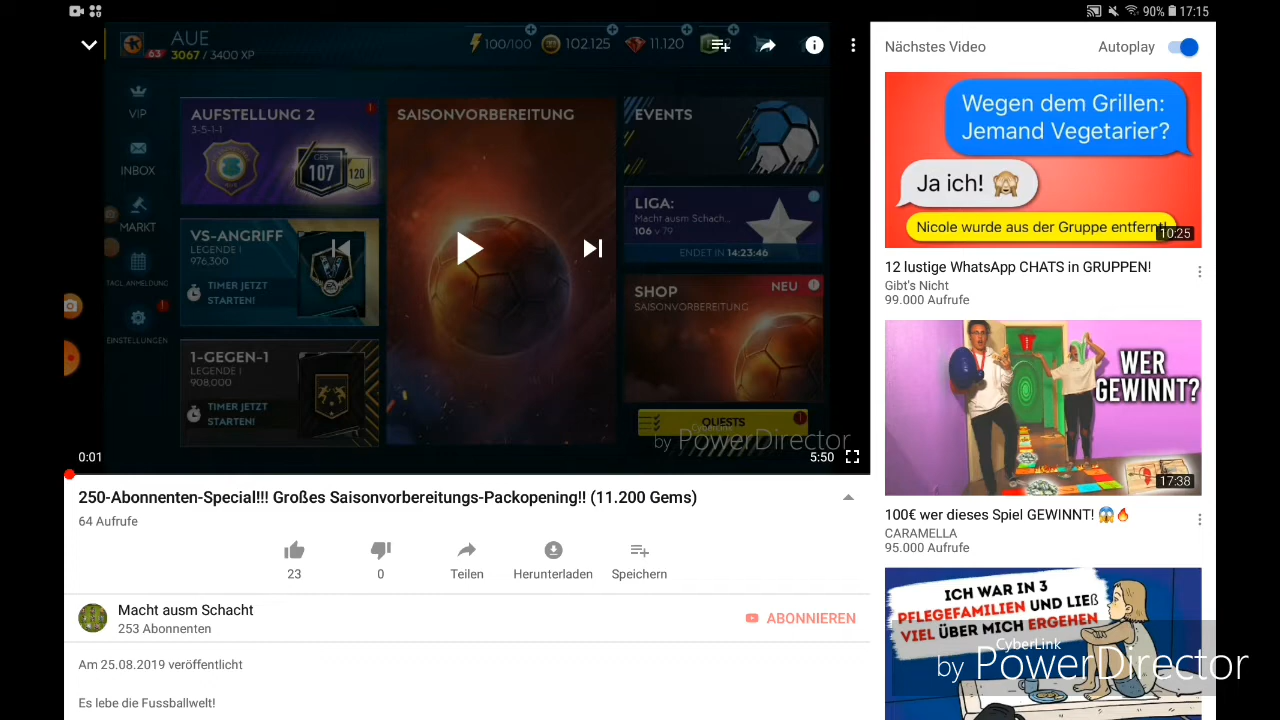 90% 17:15
AUE
63 3067 / 3400 XP
100/100
102.125
11.120
VIP
INBOX
MARKT
TÄGL. ANMELDUNG
EINSTELLUNGEN
AUFSTELLUNG 2
3-5-1-1
GES
107
120
VS-ANGRIFF
LEGENDE I
976,300
TIMER JETZT
STARTEN!
1-GEGEN-1
LEGENDE I
908,000
TIMER JETZT
STARTEN!
SAISONVORBEREITUNG
EVENTS
LIGA:
Macht ausm Schach...
106 v 79
ENDET IN 14:23:46
SHOP
NEU
SAISONVORBEREITUNG
QUESTS
CyberLink
by PowerDirector
0:01
5:50
250-Abonnenten-Special!!! Großes Saisonvorbereitungs-Packopening!! (11.200 Gems)
64 Aufrufe
23
0
Teilen
Herunterladen
Speichern
Macht ausm Schacht
253 Abonnenten
ABONNIEREN
Am 25.08.2019 veröffentlicht
Es lebe die Fussballwelt!
Nächstes Video
Autoplay
Wegen dem Grillen:
Jemand Vegetarier?
Ja ich!
Nicole wurde aus der Gruppe entfernt!
10:25
12 lustige WhatsApp CHATS in GRUPPEN!
Gibt's Nicht
99.000 Aufrufe
WER
GEWINNT?
17:38
100€ wer dieses Spiel GEWINNT! 😱🔥
CARAMELLA
95.000 Aufrufe
ICH WAR IN 3
PFLEGEFAMILIEN UND LIEß
VIEL ÜBER MICH ERGEHEN
CyberLink
by PowerDirector